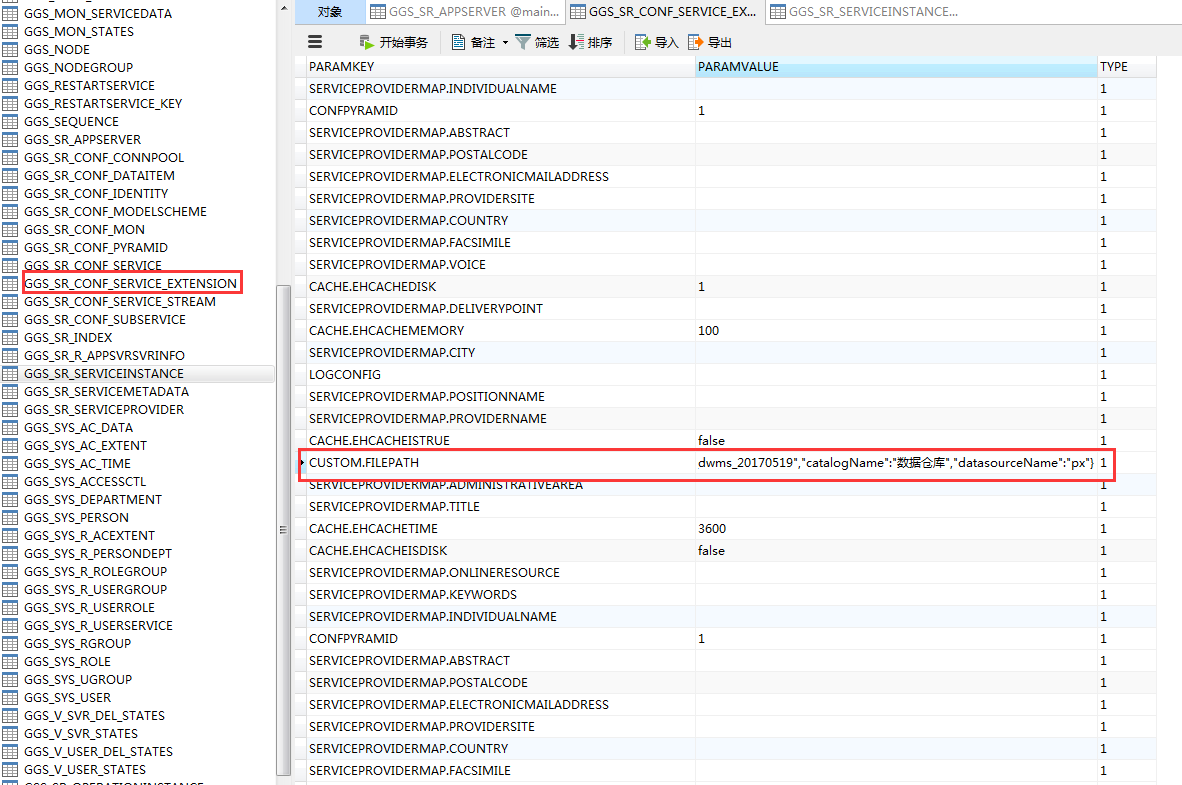 GGS_MON_SERVICEDATA
GGS_MON_STATES
GGS_NODE
GGS_NODEGROUP
GGS_RESTARTSERVICE
GGS_RESTARTSERVICE_KEY
GGS_SEQUENCE
GGS_SR_APPSERVER
GGS_SR_CONF_CONNPOOL
GGS_SR_CONF_DATAITEM
GGS_SR_CONF_IDENTITY
GGS_SR_CONF_MODELSCHEME
GGS_SR_CONF_MON
GGS_SR_CONF_PYRAMID
GGS_SR_CONF_SERVICE
GGS_SR_CONF_SERVICE_EXTENSION
GGS_SR_CONF_SERVICE_STREAM
GGS_SR_CONF_SUBSERVICE
GGS_SR_INDEX
GGS_SR_R_APPSVRSVRINFO
GGS_SR_SERVICEINSTANCE
GGS_SR_SERVICEMETADATA
GGS_SR_SERVICEPROVIDER
GGS_SYS_AC_DATA
GGS_SYS_AC_EXTENT
GGS_SYS_AC_TIME
GGS_SYS_ACCESSCTL
GGS_SYS_DEPARTMENT
GGS_SYS_PERSON
GGS_SYS_R_ACEXTENT
GGS_SYS_R_PERSONDEPT
GGS_SYS_R_ROLEGROUP
GGS_SYS_R_USERGROUP
GGS_SYS_R_USERROLE
GGS_SYS_R_USERSERVICE
GGS_SYS_RGROUP
GGS_SYS_ROLE
GGS_SYS_UGROUP
GGS_SYS_USER
GGS_V_SVR_DEL_STATES
GGS_V_SVR_STATES
GGS_V_USER_DEL_STATES
GGS_V_USER_STATES
GGS_SR_OPERATIONINSTANCE
对象 GGS_SR_APPSERVER @main... GGS_SR_CONF_SERVICE_EX... GGS_SR_SERVICEINSTANCE...
开始事务 备注 筛选 排序 导入 导出
PARAMKEY PARAMVALUE TYPE
SERVICEPROVIDERMAP.INDIVIDUALNAME 1
CONFPYRAMID 1 1
SERVICEPROVIDERMAP.ABSTRACT 1
SERVICEPROVIDERMAP.POSTALCODE 1
SERVICEPROVIDERMAP.ELECTRONICMAILADDRESS 1
SERVICEPROVIDERMAP.PROVIDERSITE 1
SERVICEPROVIDERMAP.COUNTRY 1
SERVICEPROVIDERMAP.FACSIMILE 1
SERVICEPROVIDERMAP.VOICE 1
CACHE.EHCACHEDISK 1 1
SERVICEPROVIDERMAP.DELIVERYPOINT 1
CACHE.EHCACHEMEMORY 100 1
SERVICEPROVIDERMAP.CITY 1
LOGCONFIG 1
SERVICEPROVIDERMAP.POSITIONNAME 1
SERVICEPROVIDERMAP.PROVIDERNAME 1
CACHE.EHCACHEISTRUE false 1
CUSTOM.FILEPATH dwms_20170519","catalogName":"数据仓库","datasourceName":"px"} 1
SERVICEPROVIDERMAP.ADMINISTRATIVEAREA 1
SERVICEPROVIDERMAP.TITLE 1
CACHE.EHCACHETIME 3600 1
CACHE.EHCACHEISDISK false 1
SERVICEPROVIDERMAP.ONLINERESOURCE 1
SERVICEPROVIDERMAP.KEYWORDS 1
SERVICEPROVIDERMAP.INDIVIDUALNAME 1
CONFPYRAMID 1 1
SERVICEPROVIDERMAP.ABSTRACT 1
SERVICEPROVIDERMAP.POSTALCODE 1
SERVICEPROVIDERMAP.ELECTRONICMAILADDRESS 1
SERVICEPROVIDERMAP.PROVIDERSITE 1
SERVICEPROVIDERMAP.COUNTRY 1
SERVICEPROVIDERMAP.FACSIMILE 1